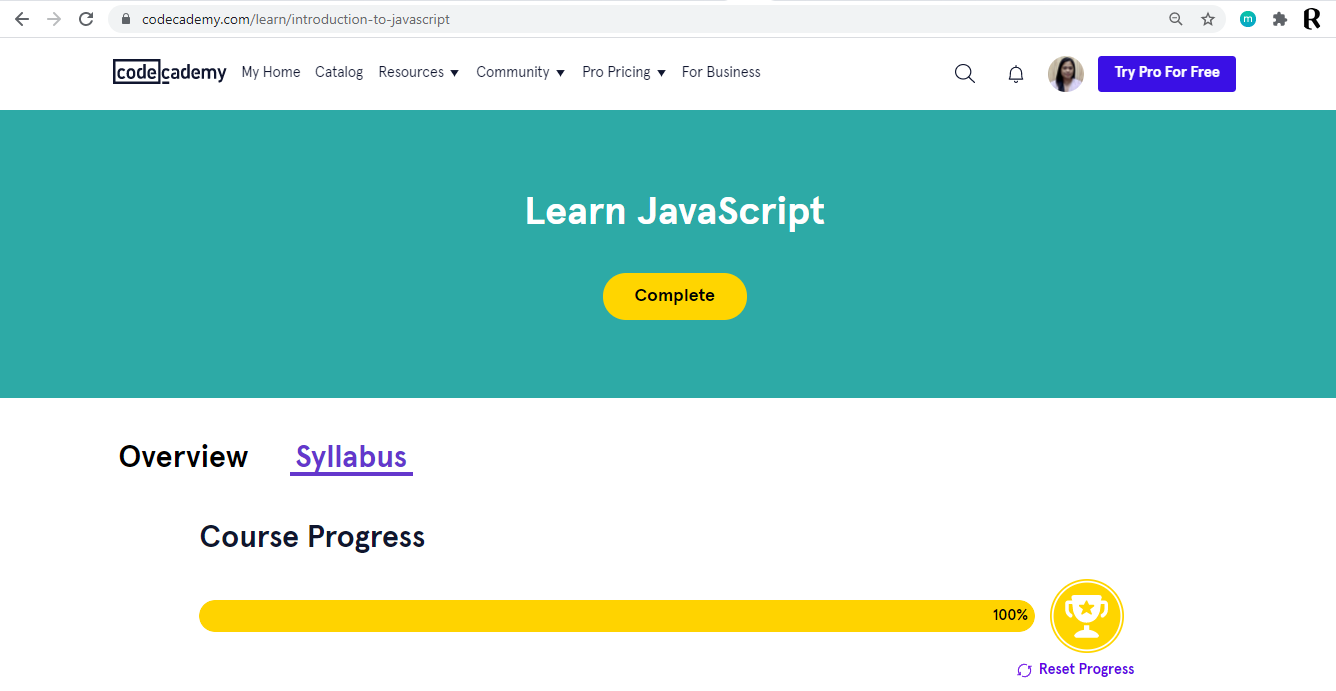 codecademy.com/learn/introduction-to-javascript
m
R
codecademy My Home Catalog Resources Community Pro Pricing For Business Try Pro For Free
Learn JavaScript
Complete
Overview Syllabus
Course Progress
100%
Reset Progress